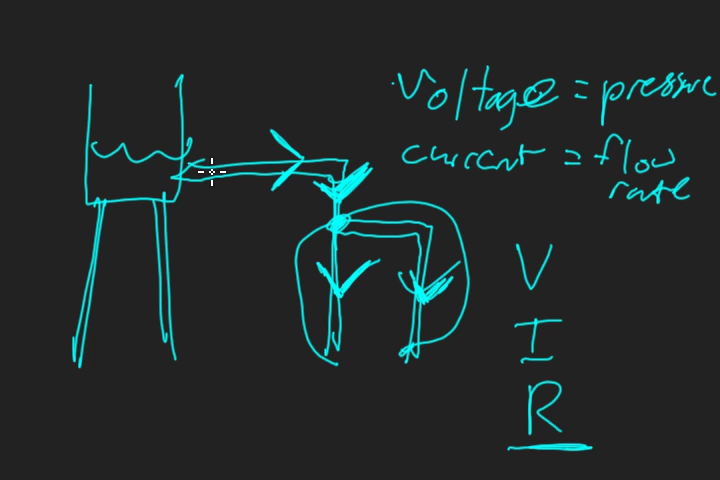 Voltage = pressure
current = flow
rate
V
I
R